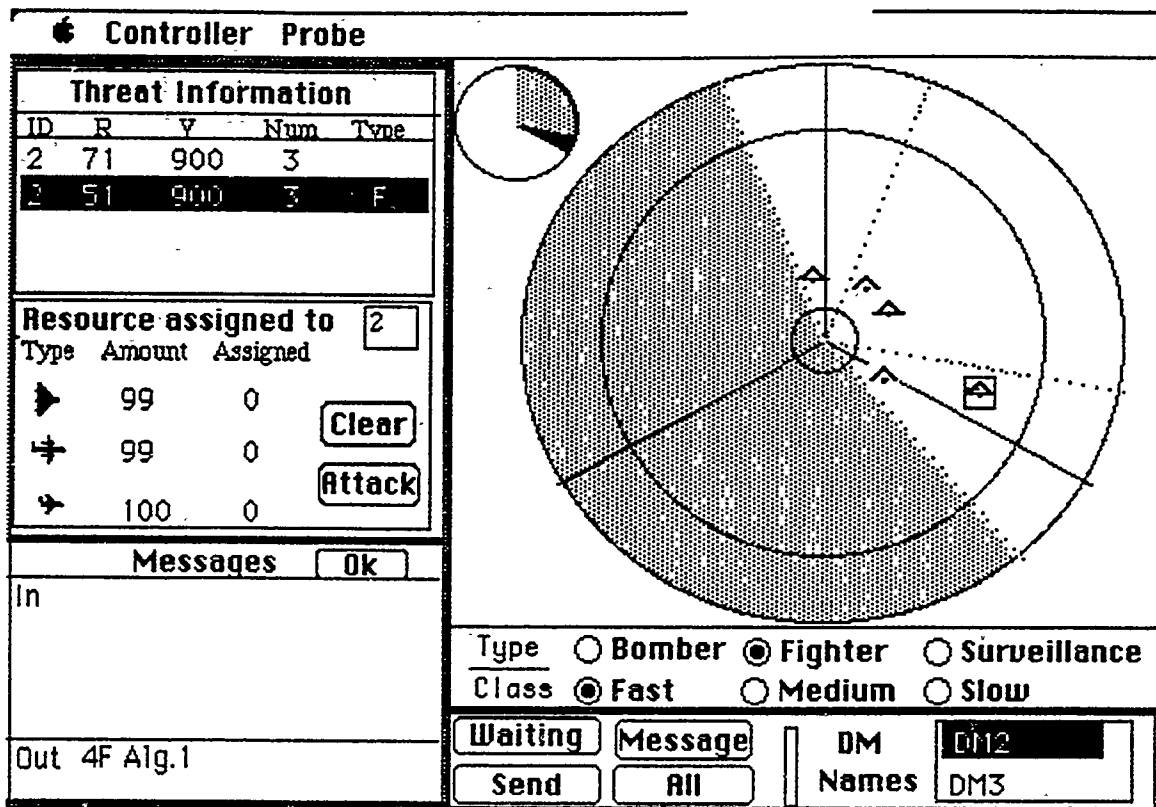 Controller Probe
Threat Information
ID R V Num Type
2 71 900 3
2 51 900 3 F
Resource assigned to 2
Type Amount Assigned
99 0
Clear
99 0
Attack
100 0
Messages Ok
In
Out 4F Alg.1
Type Bomber Fighter Surveillance
Class Fast Medium Slow
Waiting Message
Send All
DM Names
DM2
DM3